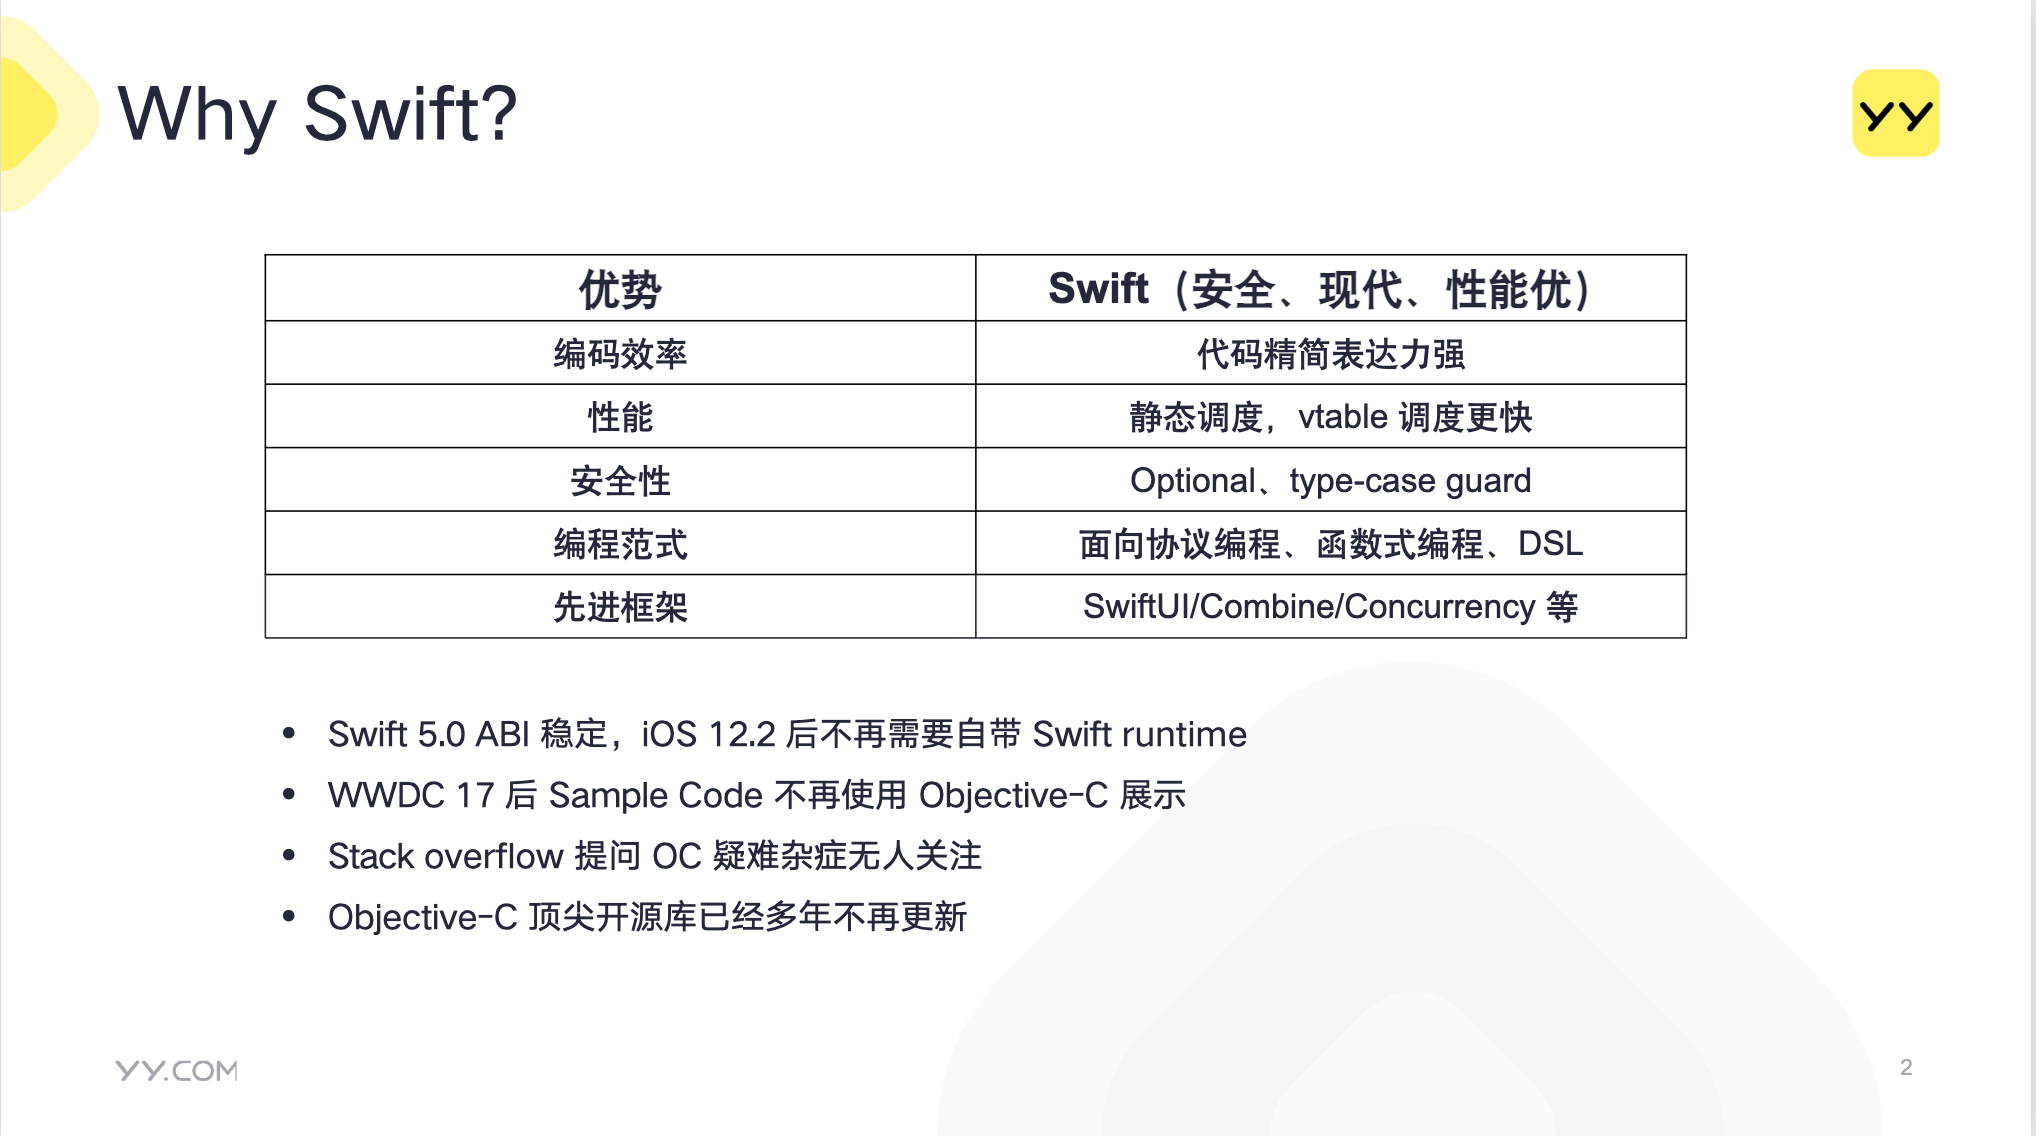 Why Swift?
YY
优势 Swift（安全、现代、性能优）
编码效率 代码精简表达力强
性能 静态调度，vtable 调度更快
安全性 Optional、type-case guard
编程范式 面向协议编程、函数式编程、DSL
先进框架 SwiftUI/Combine/Concurrency 等
• Swift 5.0 ABI 稳定，iOS 12.2 后不再需要自带 Swift runtime
• WWDC 17 后 Sample Code 不再使用 Objective-C 展示
• Stack overflow 提问 OC 疑难杂症无人关注
• Objective-C 顶尖开源库已经多年不再更新
YY.COM
2